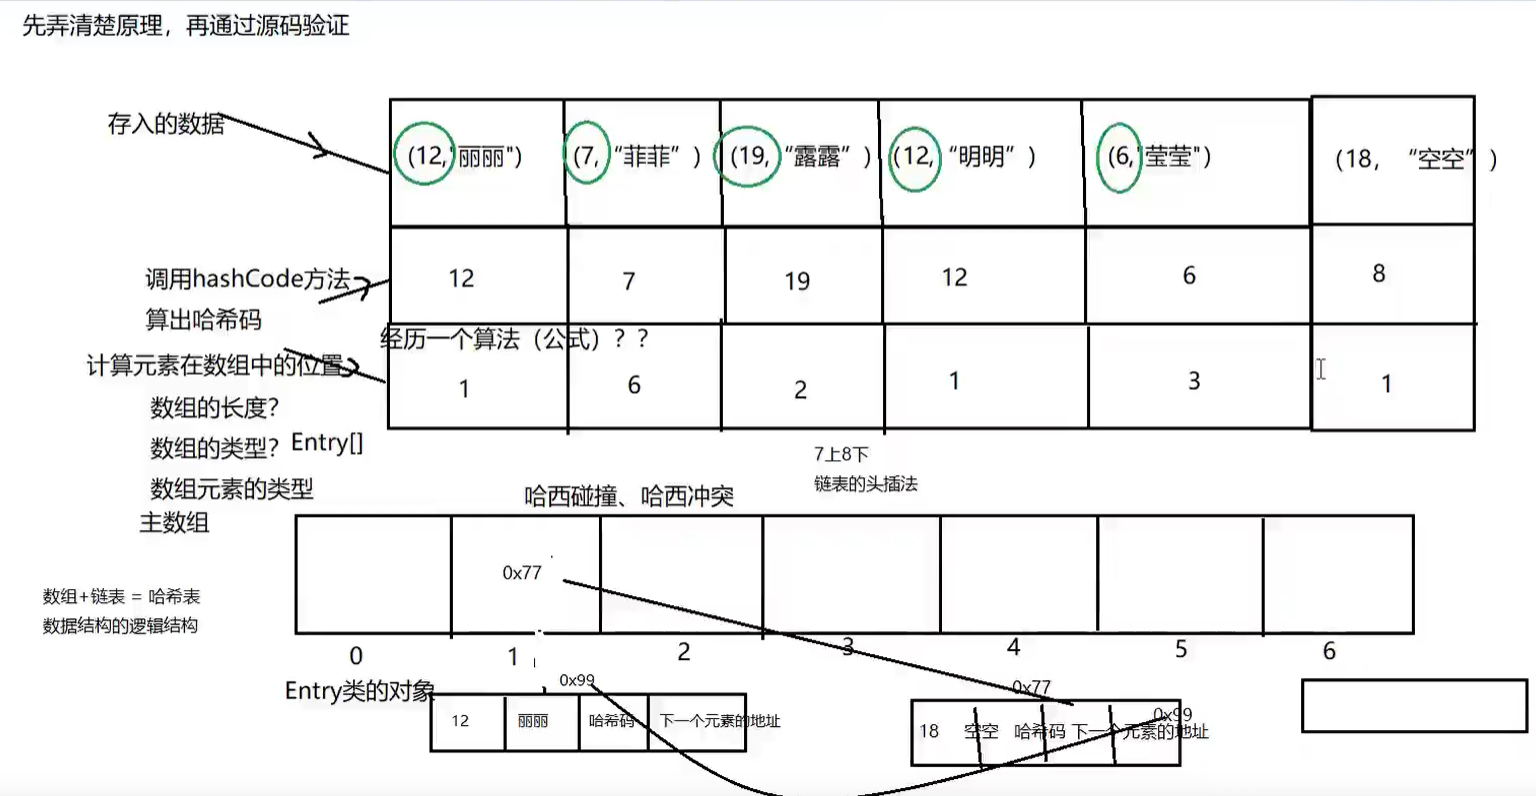 先弄清楚原理，再通过源码验证
存入的数据
(12,"丽丽")
(7, “菲菲” )
(19, “露露” )
(12, “明明” )
(6,"莹莹")
(18, “空空” )
调用hashCode方法
算出哈希码
12
7
19
12
6
8
经历一个算法（公式）？？
计算元素在数组中的位置
1
6
2
1
3
1
数组的长度?
数组的类型? Entry[]
数组元素的类型
主数组
7上8下
链表的头插法
哈西碰撞、哈西冲突
0x77
数组+链表 = 哈希表
数据结构的逻辑结构
0
1
2
3
4
5
6
Entry类的对象
0x99
12
丽丽
哈希码
下一个元素的地址
0x77
0x99
18
空空
哈希码
下一个元素的地址